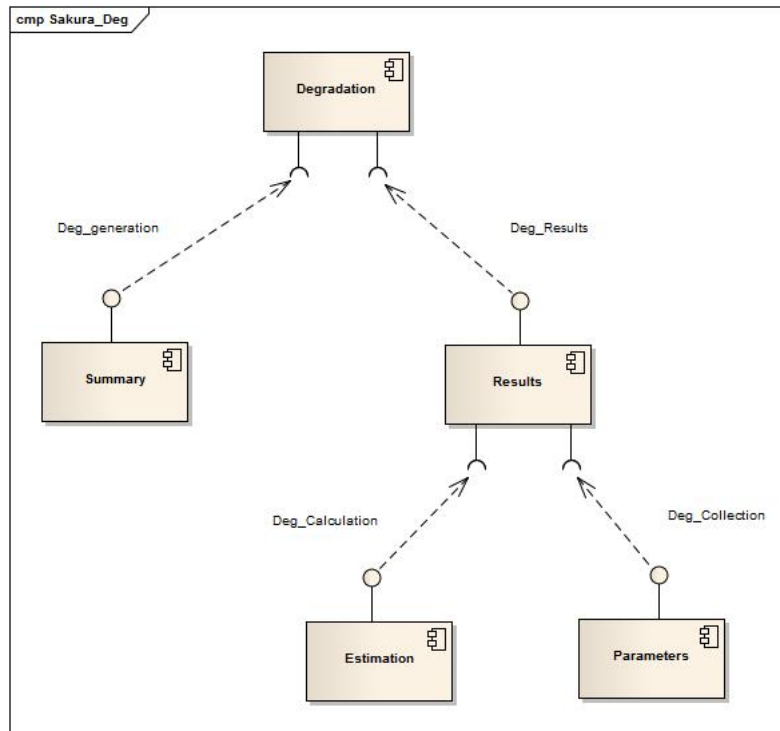 cmp Sakura_Deg
Degradation
Deg_generation
Deg_Results
Summary
Results
Deg_Calculation
Deg_Collection
Estimation
Parameters